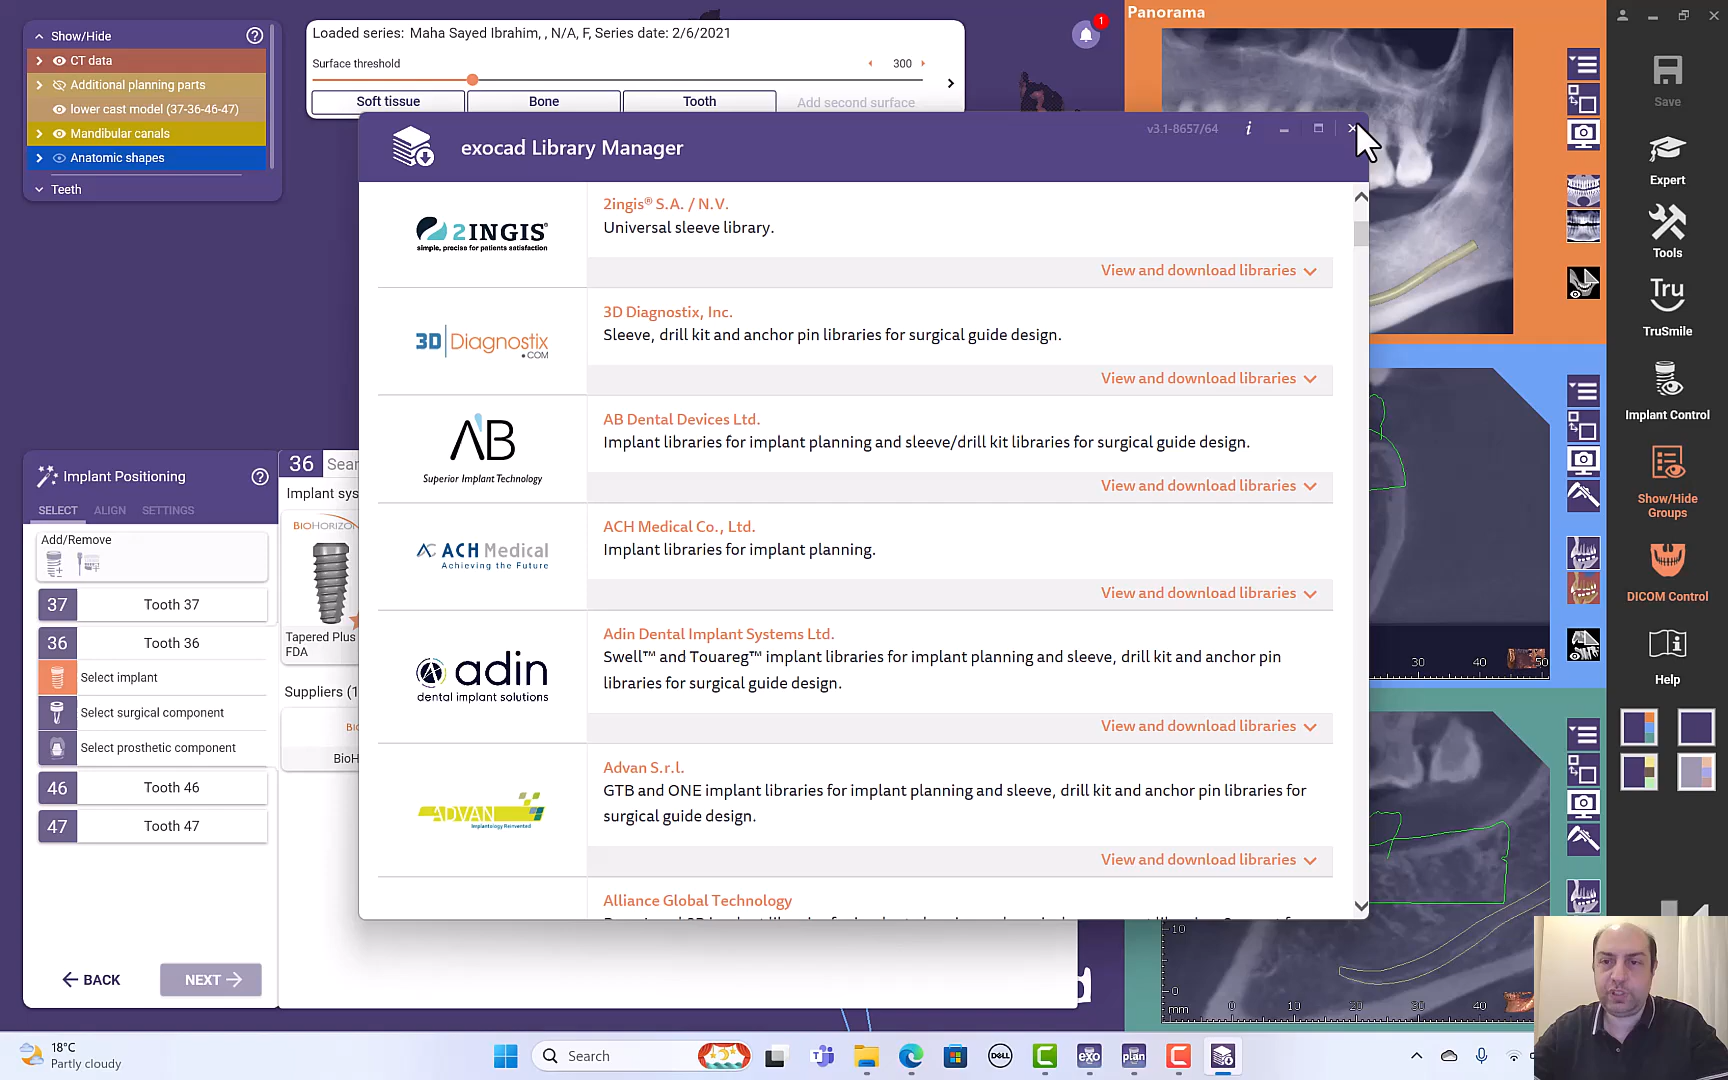 Show/Hide
CT data
Additional planning parts
lower cast model (37-36-46-47)
Mandibular canals
Anatomic shapes
Teeth
Loaded series: Maha Sayed Ibrahim, , N/A, F, Series date: 2/6/2021
Surface threshold
300
Soft tissue
Bone
Tooth
Add second surface
1
Panorama
exocad Library Manager
v3.1-8657/64
2INGIS®
simple, precise for patients satisfaction
2ingis® S.A. / N.V.
Universal sleeve library.
View and download libraries
3D Diagnostix
.COM
3D Diagnostix, Inc.
Sleeve, drill kit and anchor pin libraries for surgical guide design.
View and download libraries
AB
Superior Implant Technology
AB Dental Devices Ltd.
Implant libraries for implant planning and sleeve/drill kit libraries for surgical guide design.
View and download libraries
ACH Medical
Achieving the Future
ACH Medical Co., Ltd.
Implant libraries for implant planning.
View and download libraries
adin
dental implant solutions
Adin Dental Implant Systems Ltd.
Swell™ and Touareg™ implant libraries for implant planning and sleeve, drill kit and anchor pin
libraries for surgical guide design.
View and download libraries
ADVAN
Implantology Reinvented
Advan S.r.l.
GTB and ONE implant libraries for implant planning and sleeve, drill kit and anchor pin libraries for
surgical guide design.
View and download libraries
Alliance Global Technology
Implant Positioning
SELECT
ALIGN
SETTINGS
Add/Remove
37
Tooth 37
36
Tooth 36
Select implant
Select surgical component
Select prosthetic component
46
Tooth 46
47
Tooth 47
BACK
NEXT
36
Sear
Implant sys
BIOHORIZON
Tapered Plus
FDA
Suppliers (1
BioH
Save
Expert
Tools
Tru
TruSmile
Implant Control
Show/Hide
Groups
DICOM Control
Help
30
40
50
10
0
mm
0
10
20
30
40
18°C
Partly cloudy
Search
DELL
exo
plan